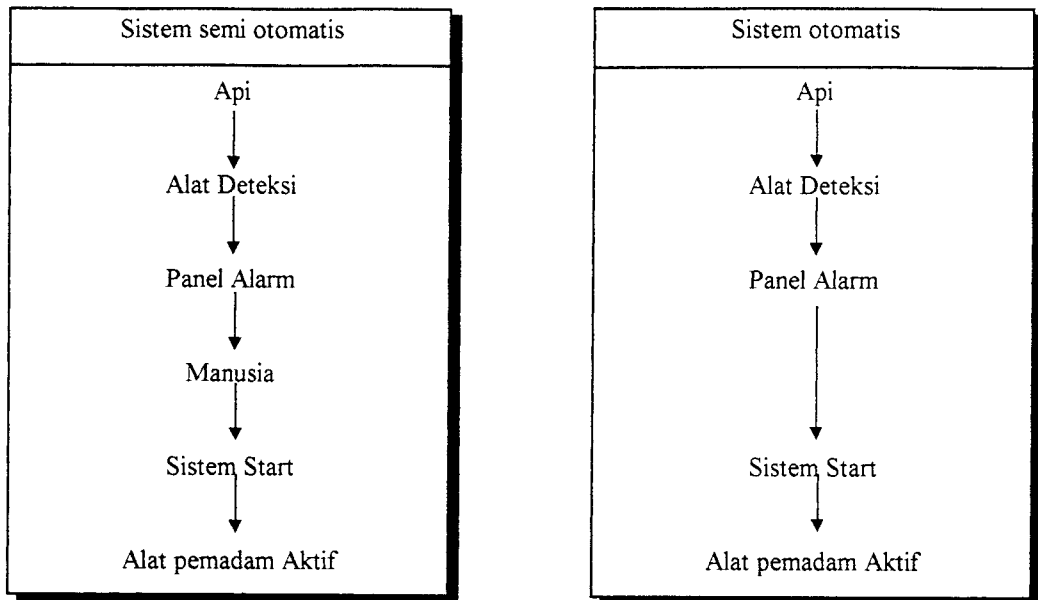 Sistem semi otomatis
Api
Alat Deteksi
Panel Alarm
Manusia
Sistem Start
Alat pemadam Aktif
Sistem otomatis
Api
Alat Deteksi
Panel Alarm
Sistem Start
Alat pemadam Aktif